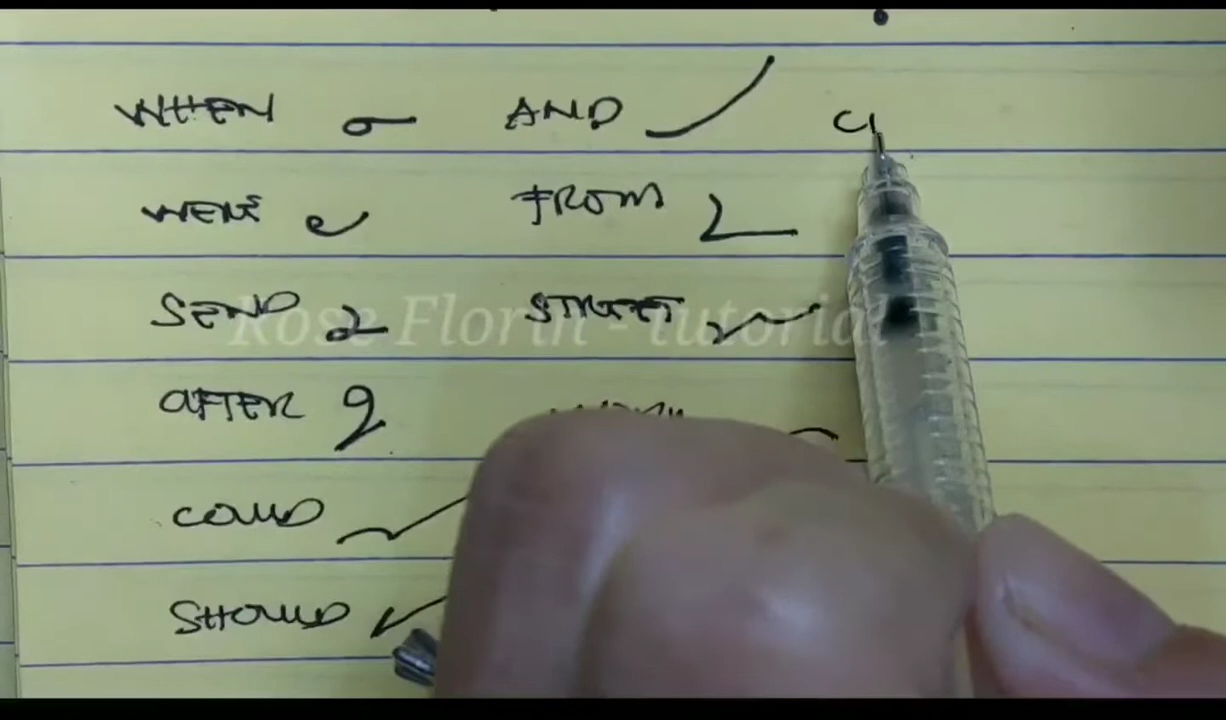 WHEN AND
WENT FROM
SEND STREET
AFTER
COULD
SHOULD
Rose Florin - tutorial